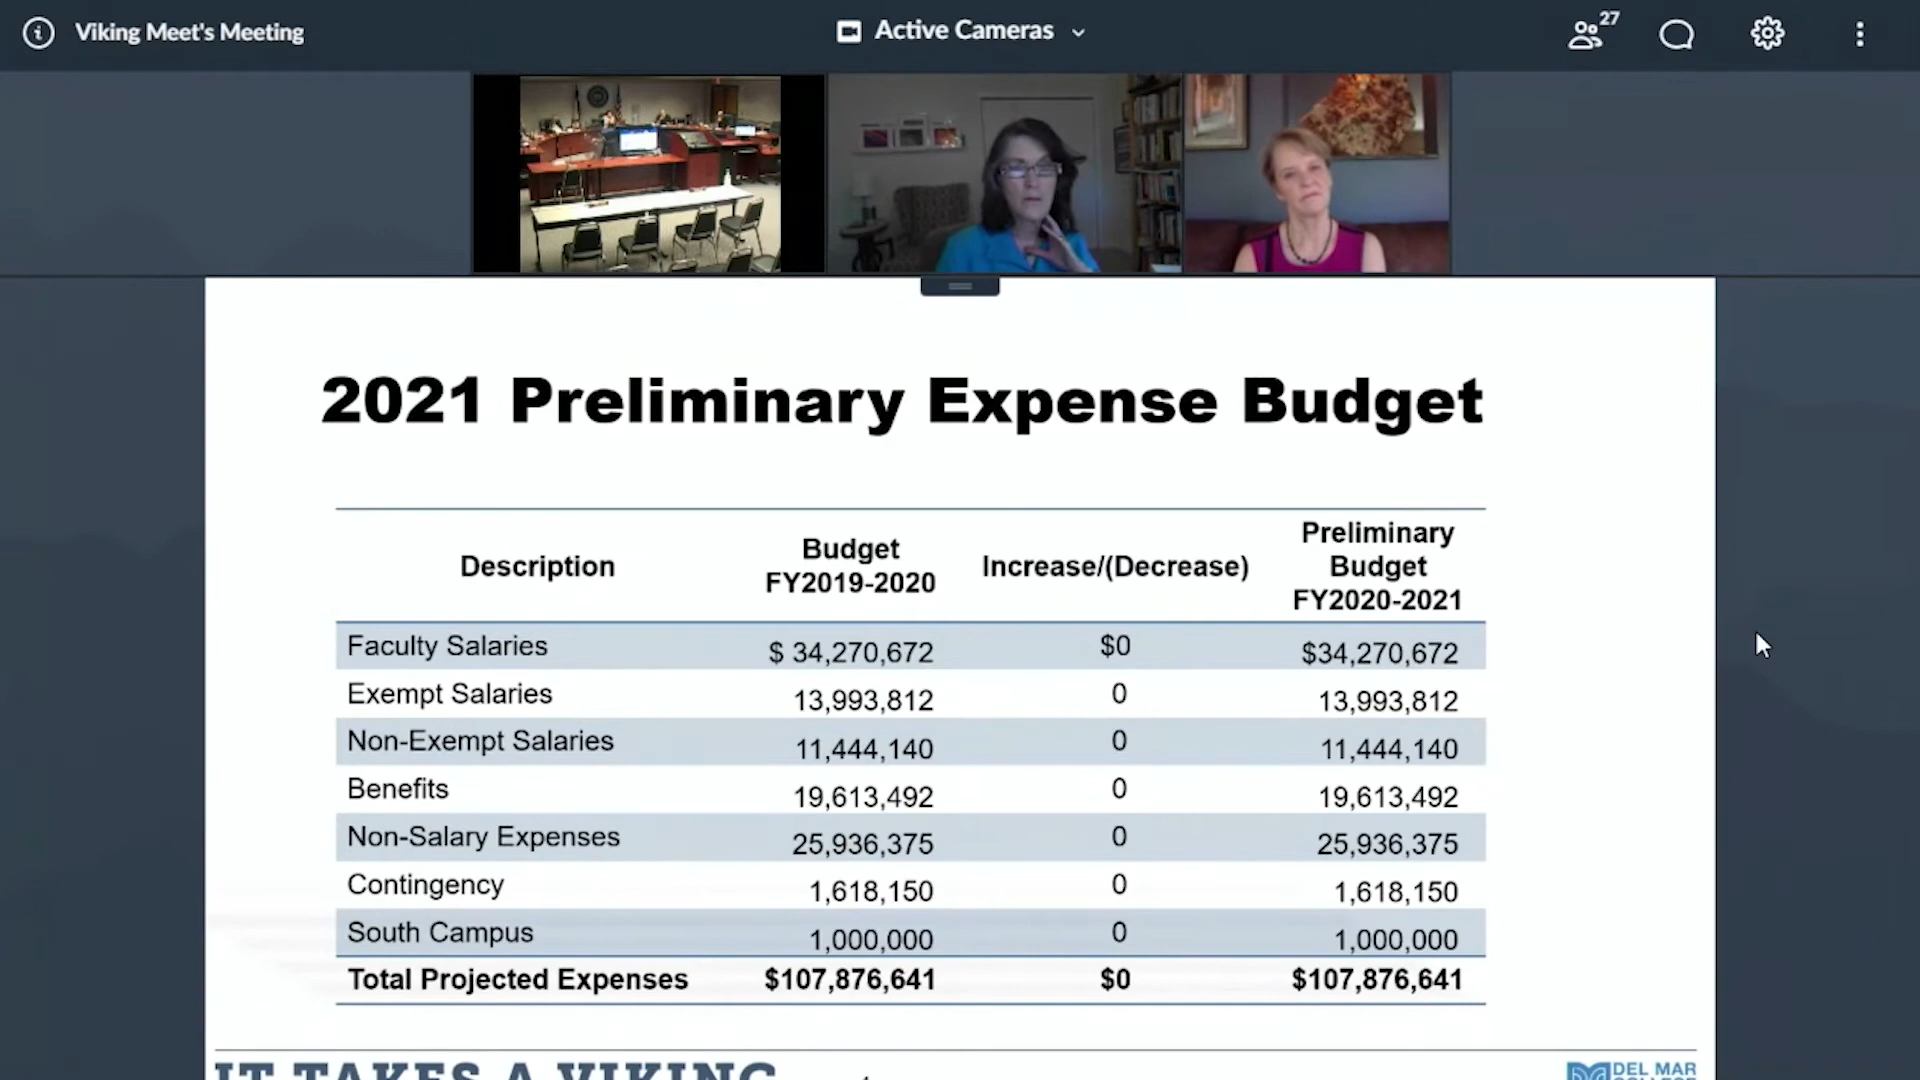 Viking Meet's Meeting
Active Cameras
27
2021 Preliminary Expense Budget
Description Budget FY2019-2020 Increase/(Decrease) Preliminary Budget FY2020-2021
Faculty Salaries $ 34,270,672 $0 $34,270,672
Exempt Salaries 13,993,812 0 13,993,812
Non-Exempt Salaries 11,444,140 0 11,444,140
Benefits 19,613,492 0 19,613,492
Non-Salary Expenses 25,936,375 0 25,936,375
Contingency 1,618,150 0 1,618,150
South Campus 1,000,000 0 1,000,000
Total Projected Expenses $107,876,641 $0 $107,876,641
IT TAKES A VIKING
DEL MAR
COLLEGE